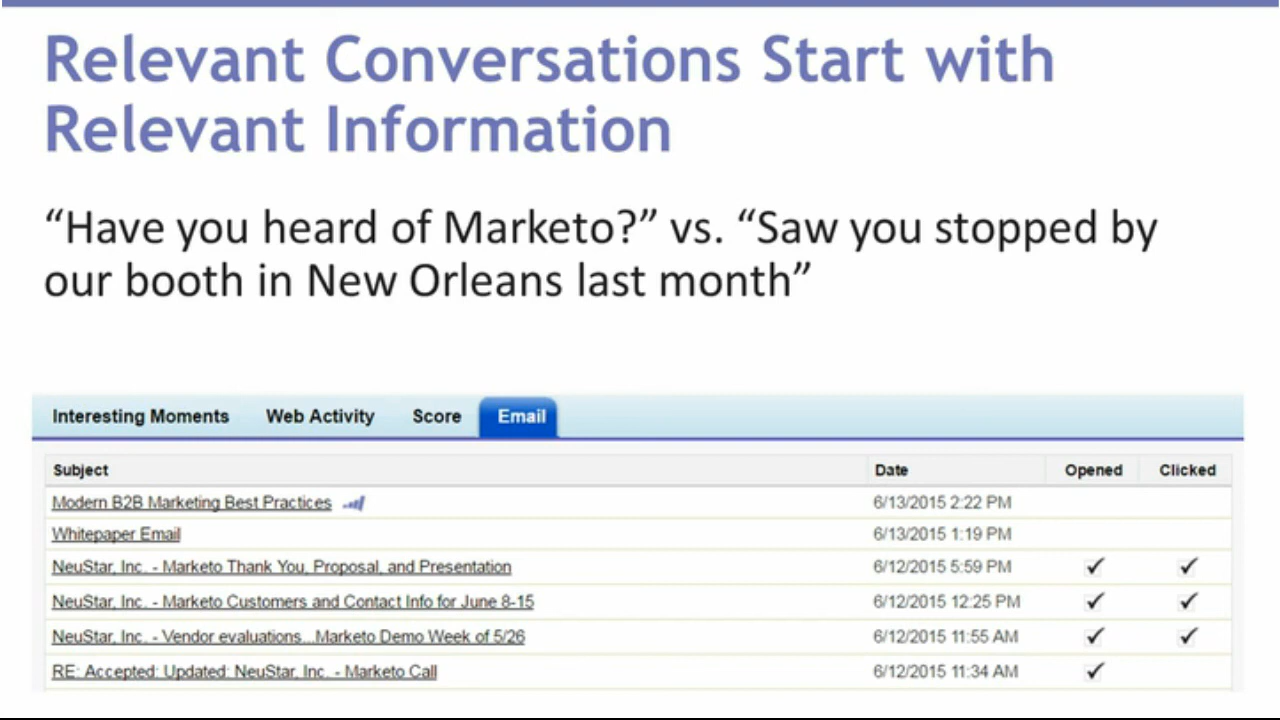 Relevant Conversations Start with
Relevant Information
“Have you heard of Marketo?” vs. “Saw you stopped by
our booth in New Orleans last month”
Interesting Moments Web Activity Score Email
Subject Date Opened Clicked
Modern B2B Marketing Best Practices 6/13/2015 2:22 PM
Whitepaper Email 6/13/2015 1:19 PM
NeuStar, Inc. - Marketo Thank You, Proposal, and Presentation 6/12/2015 5:59 PM ✓ ✓
NeuStar, Inc. - Marketo Customers and Contact Info for June 8-15 6/12/2015 12:25 PM ✓ ✓
NeuStar, Inc. - Vendor evaluations...Marketo Demo Week of 5/26 6/12/2015 11:55 AM ✓ ✓
RE: Accepted: Updated: NeuStar, Inc. - Marketo Call 6/12/2015 11:34 AM ✓